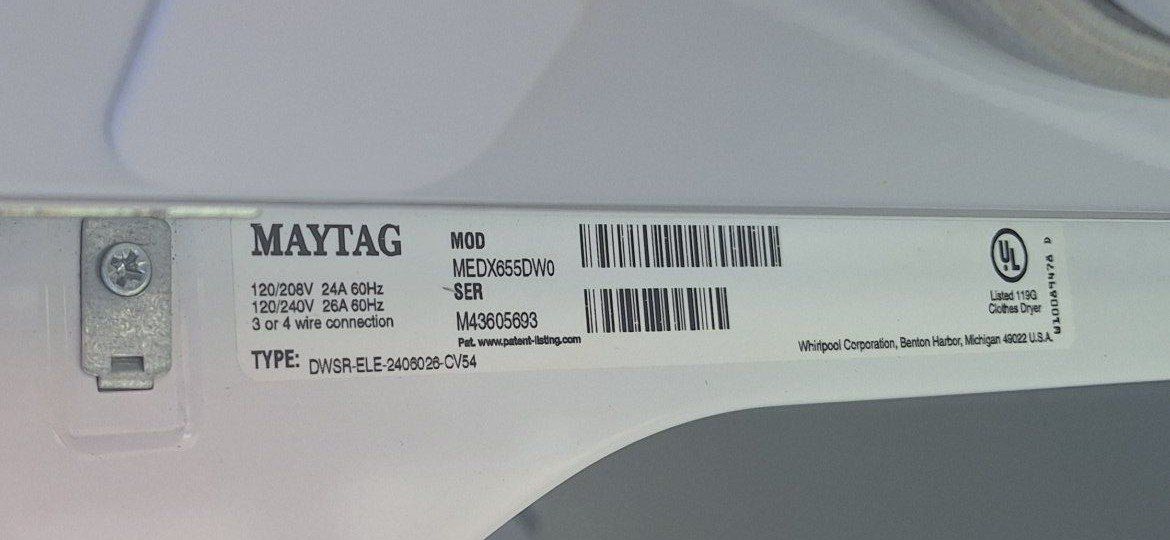 MAYTAG
120/208V 24A 60Hz
120/240V 26A 60Hz
3 or 4 wire connection
TYPE: DWSR-ELE-2406026-CV54
MOD
MEDX655DW0
SER
M43605693
Pat. www.patent-listing.com
UL
Listed 119G
Clothes Dryer
Whirlpool Corporation, Benton Harbor, Michigan 49022 U.S.A.
W10089478 D